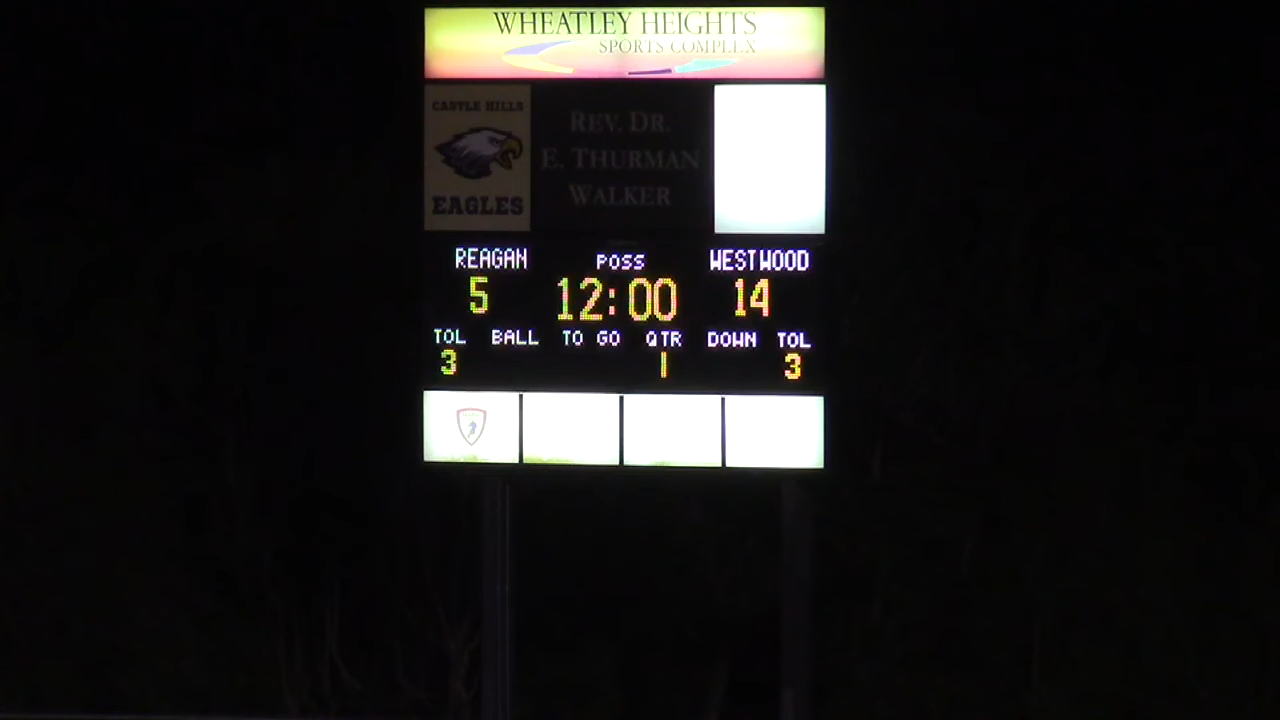 WHEATLEY HEIGHTS
SPORTS COMPLEX
CASTLE HILLS
EAGLES
REV. DR.
E. THURMAN
WALKER
REAGAN POSS WESTWOOD
5 12:00 14
TOL BALL TO GO QTR DOWN TOL
3 1 3